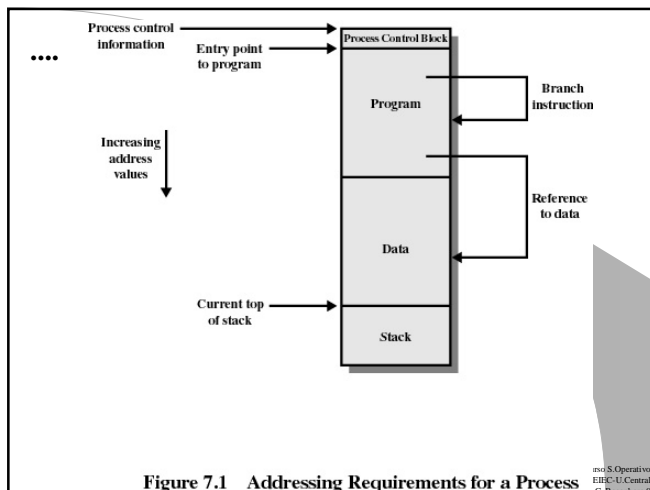 Process control
information
Entry point
to program
Process Control Block
Program
Branch
instruction
Increasing
address
values
Reference
to data
Data
Current top
of stack
Stack
Figure 7.1 Addressing Requirements for a Process
S.Operativo
EIEC-U.Central